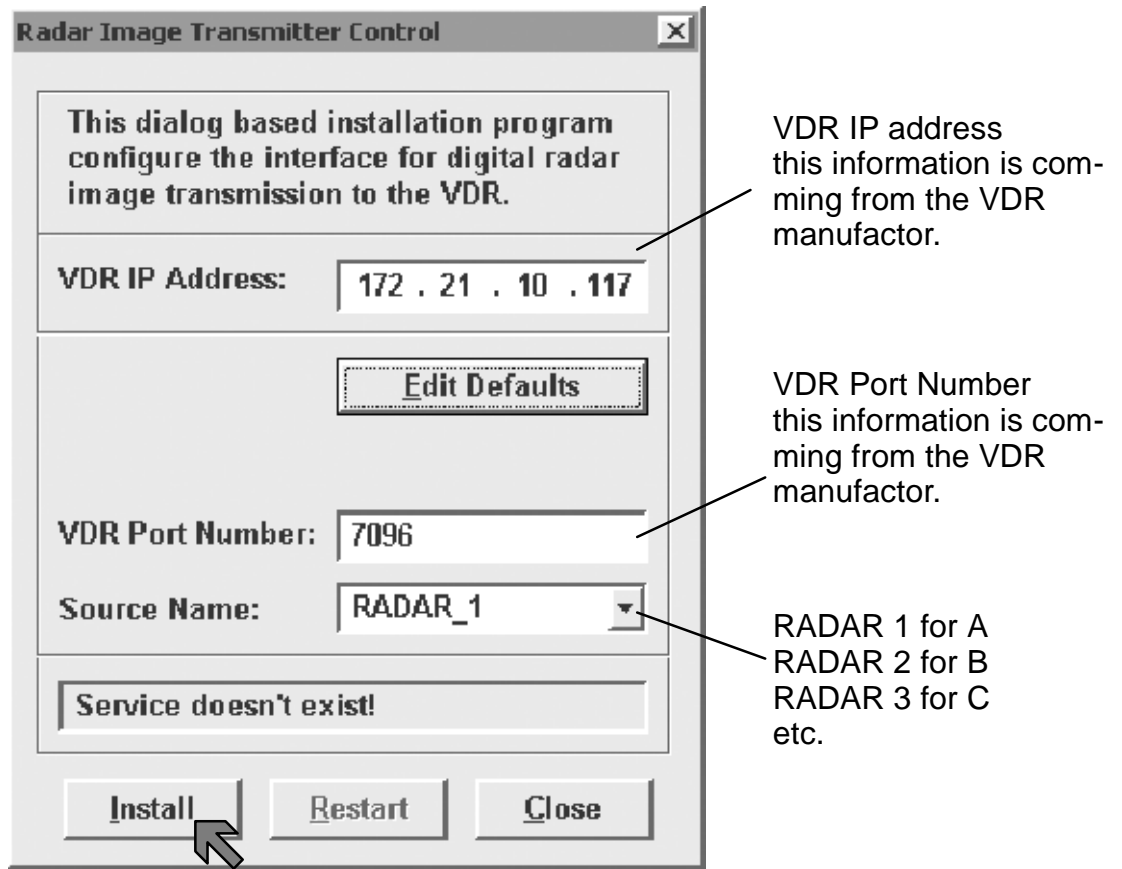 Radar Image Transmitter Control
This dialog based installation program
configure the interface for digital radar
image transmission to the VDR.
VDR IP Address:
172 . 21 . 10 . 117
Edit Defaults
VDR Port Number:
7096
Source Name:
RADAR_1
Service doesn't exist!
Install
Restart
Close
VDR IP address
this information is com-
ming from the VDR
manufactor.
VDR Port Number
this information is com-
ming from the VDR
manufactor.
RADAR 1 for A
RADAR 2 for B
RADAR 3 for C
etc.